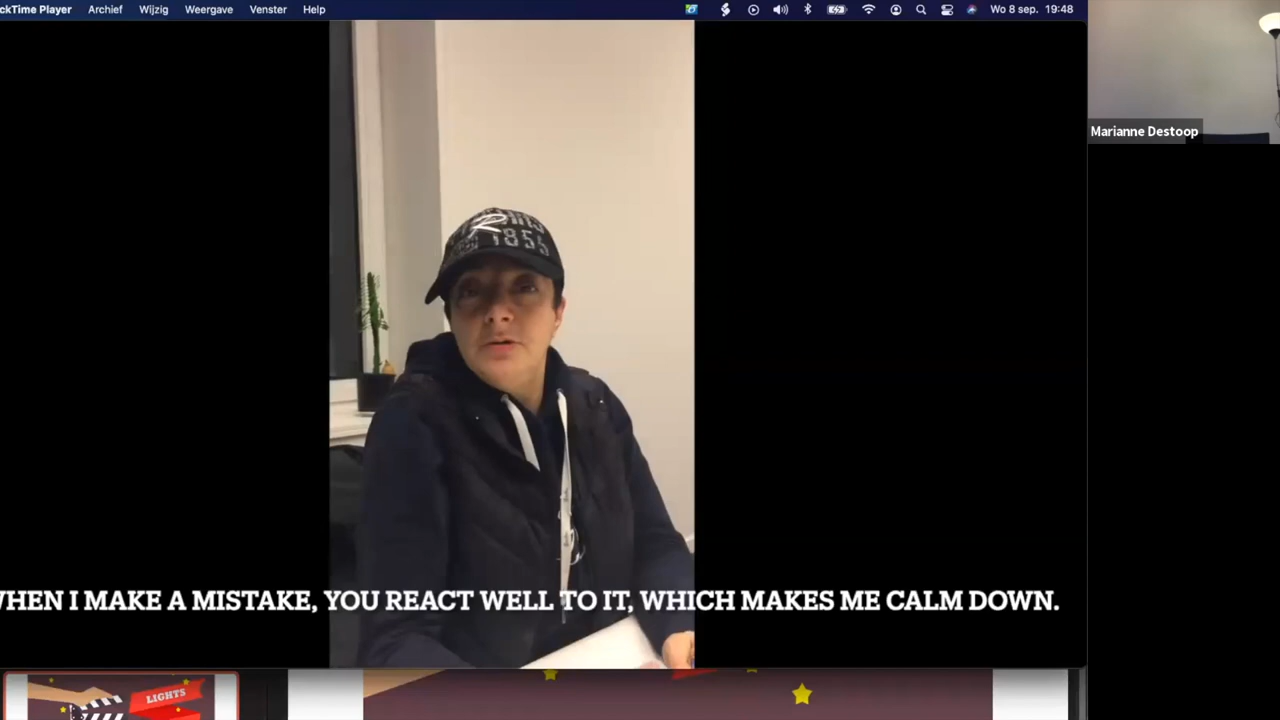 ckTime Player Archief Wijzig Weergave Venster Help Wo 8 sep. 19:48
Marianne Destoop
1855
WHEN I MAKE A MISTAKE, YOU REACT WELL TO IT, WHICH MAKES ME CALM DOWN.
LIGHTS